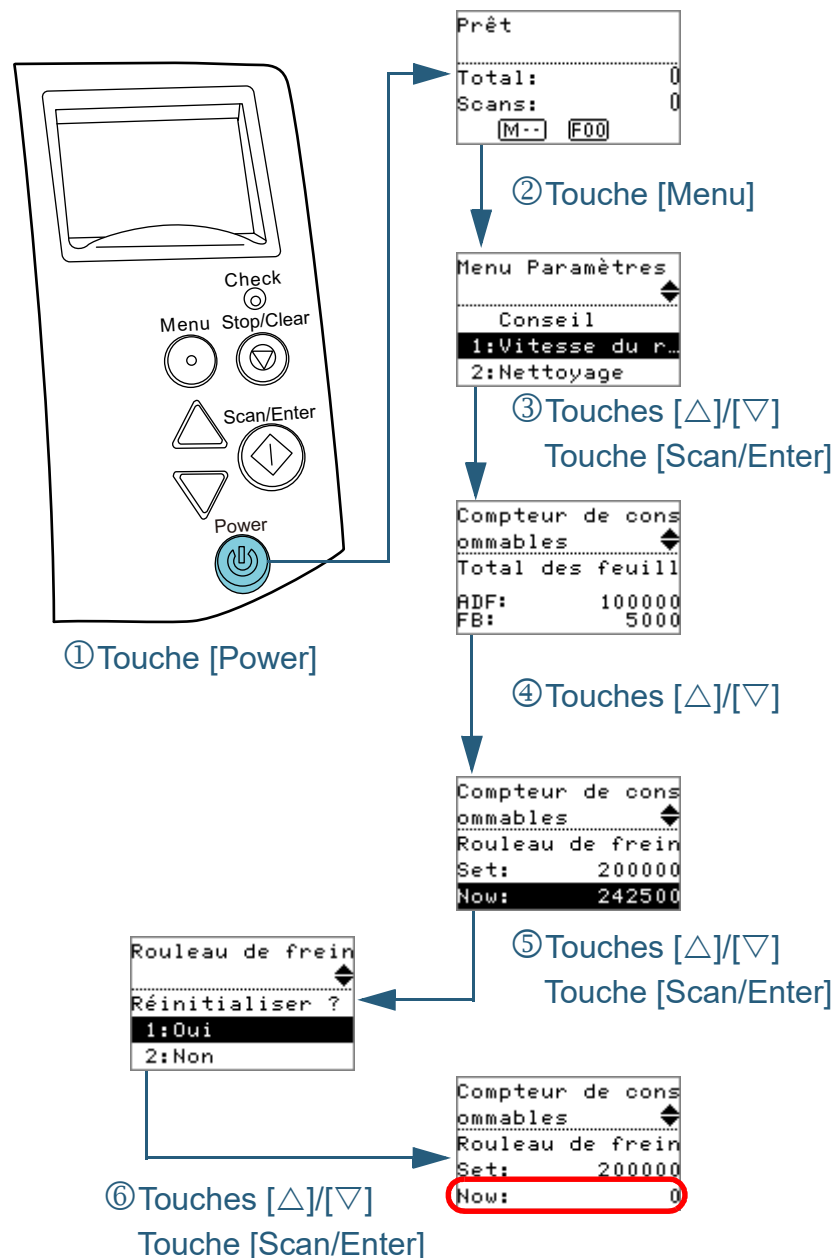 Prêt
Total: 0
Scans: 0
M-- F00
②Touche [Menu]
Check
Menu Stop/Clear
Scan/Enter
Power
①Touche [Power]
Menu Paramètres
Conseil
1:Vitesse du r…
2:Nettoyage
③Touches [△]/[▽]
Touche [Scan/Enter]
Compteur de cons
ommables
Total des feuill
ADF: 100000
FB: 5000
④Touches [△]/[▽]
Compteur de cons
ommables
Rouleau de frein
Set: 200000
Now: 242500
⑤Touches [△]/[▽]
Touche [Scan/Enter]
Rouleau de frein
Réinitialiser ?
1:Oui
2:Non
⑥Touches [△]/[▽]
Touche [Scan/Enter]
Compteur de cons
ommables
Rouleau de frein
Set: 200000
Now: 0